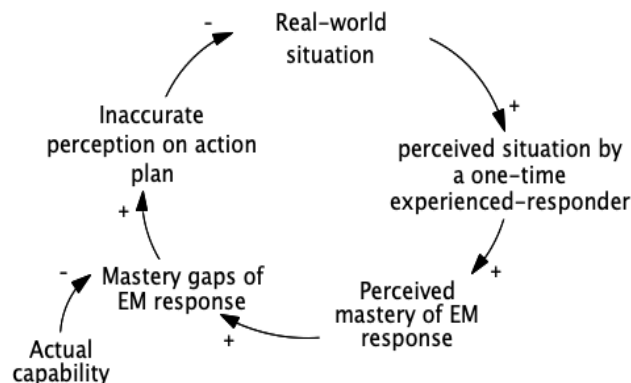 -
Real-world
situation
+
Inaccurate
perception on action
plan
perceived situation by
a one-time
experienced-responder
+
-
Mastery gaps of
EM response
+
Perceived
mastery of EM
response
+
Actual
capability